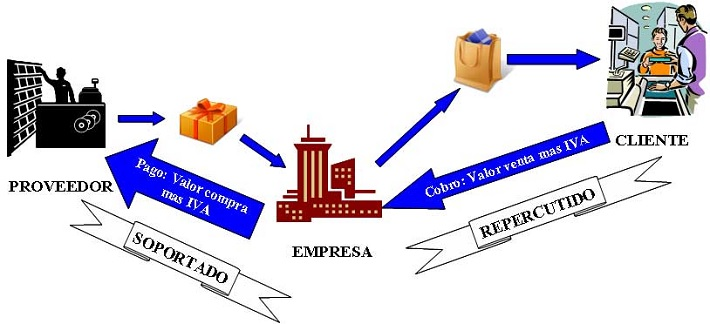 PROVEEDOR
Pago: Valor compra
mas IVA
SOPORTADO
EMPRESA
Cobro: Valor venta mas IVA
REPERCUTIDO
CLIENTE